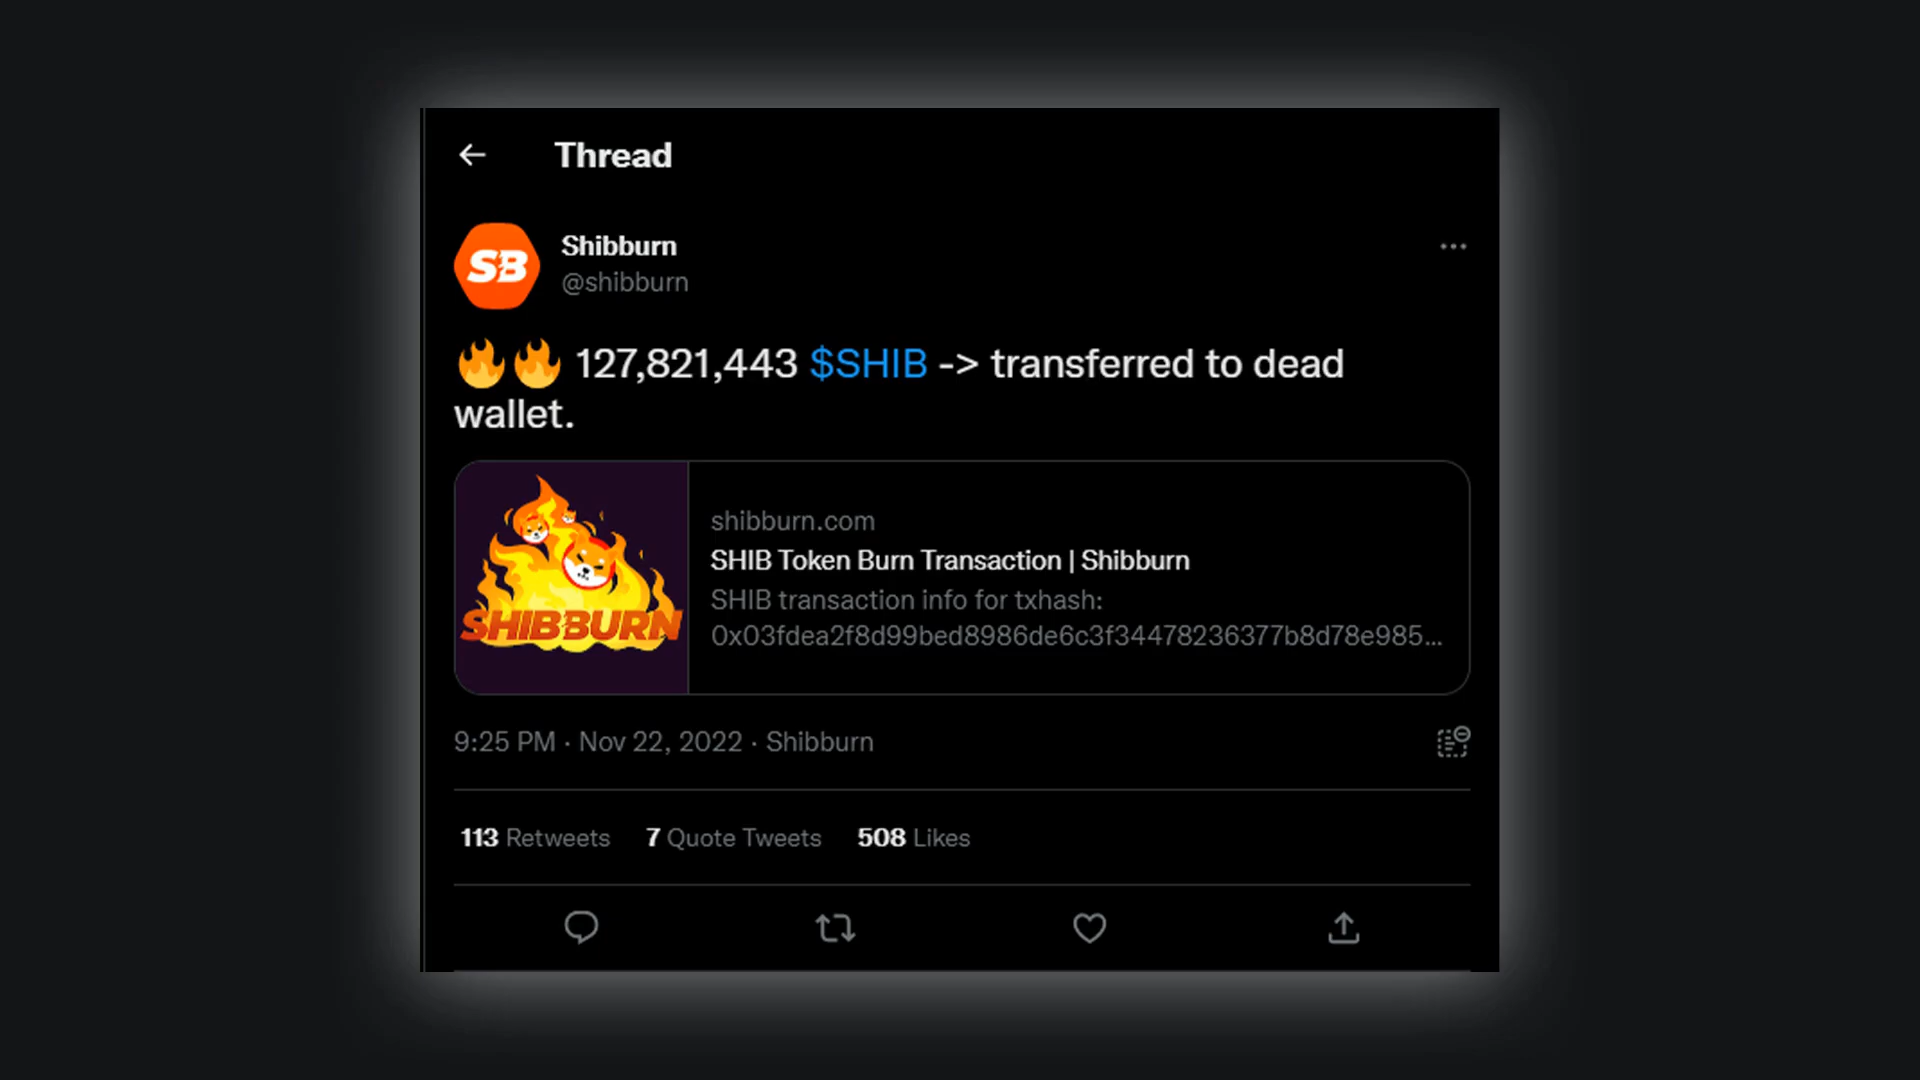 Thread
SB
Shibburn
@shibburn
🔥🔥 127,821,443 $SHIB -> transferred to dead
wallet.
SHIBBURN
shibburn.com
SHIB Token Burn Transaction | Shibburn
SHIB transaction info for txhash:
0x03fdea2f8d99bed8986de6c3f34478236377b8d78e985...
9:25 PM · Nov 22, 2022 · Shibburn
113 Retweets 7 Quote Tweets 508 Likes